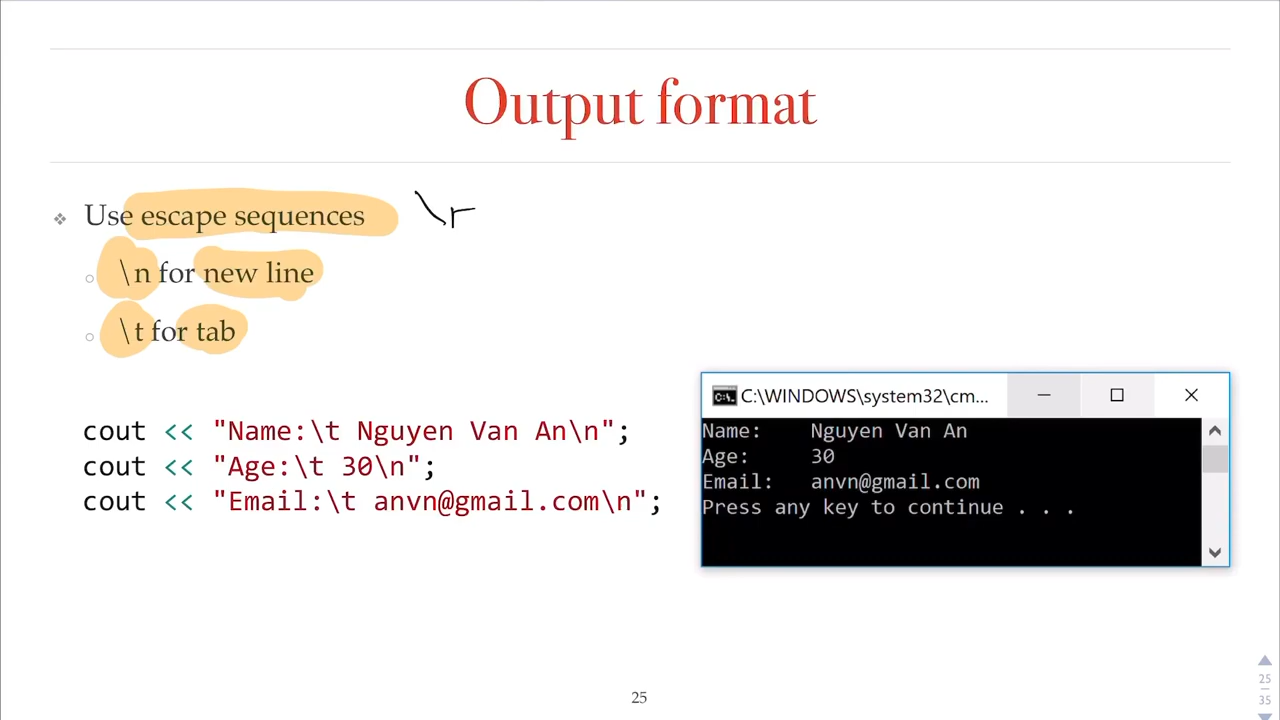 Output format
❖ Use escape sequences \r
○ \n for new line
○ \t for tab
cout << "Name:\t Nguyen Van An\n";
cout << "Age:\t 30\n";
cout << "Email:\t anvn@gmail.com\n";
C:\WINDOWS\system32\cm...
Name: Nguyen Van An
Age: 30
Email: anvn@gmail.com
Press any key to continue . . .
25
25
35